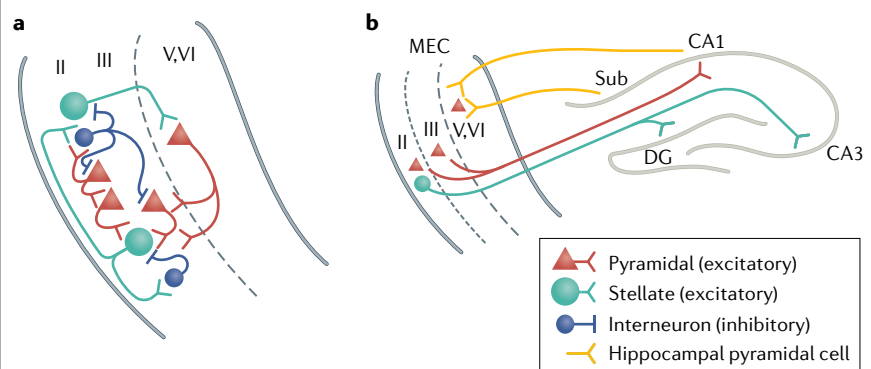 a
II III V,VI
b
MEC
CA1
Sub
II III V,VI
DG
CA3
Pyramidal (excitatory)
Stellate (excitatory)
Interneuron (inhibitory)
Hippocampal pyramidal cell